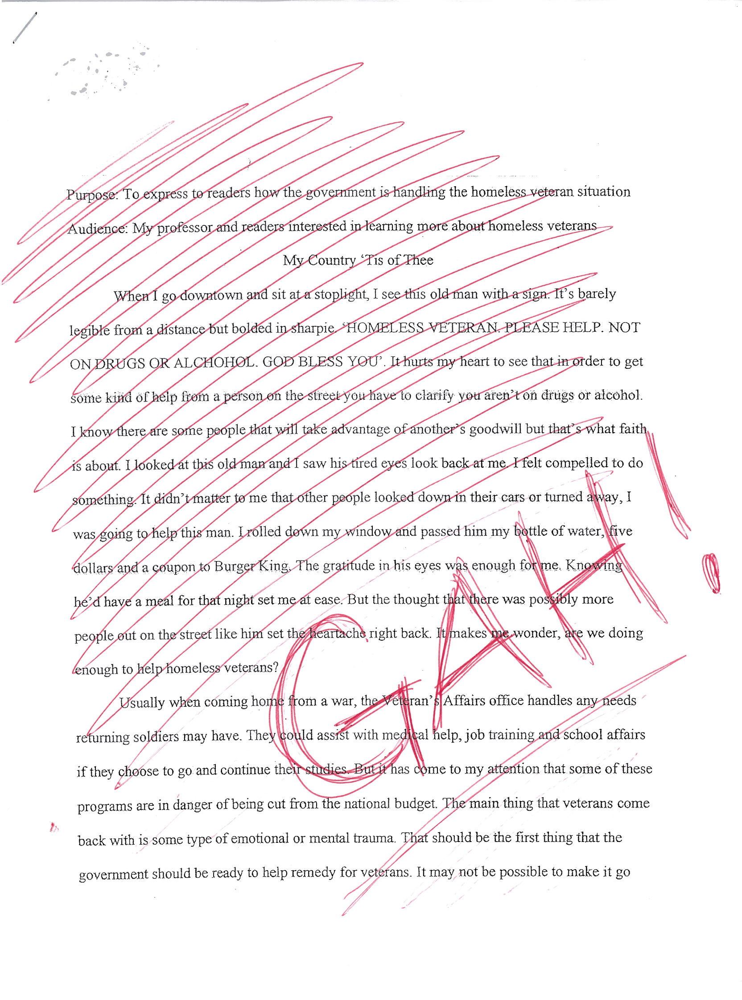 Purpose: To express to readers how the government is handling the homeless veteran situation
Audience: My professor and readers interested in learning more about homeless veterans
My Country ‘Tis of Thee
When I go downtown and sit at a stoplight, I see this old man with a sign. It’s barely
legible from a distance but bolded in sharpie. ‘HOMELESS VETERAN. PLEASE HELP. NOT
ON DRUGS OR ALCHOHOL. GOD BLESS YOU’. It hurts my heart to see that in order to get
some kind of help from a person on the street you have to clarify you aren’t on drugs or alcohol.
I know there are some people that will take advantage of another’s goodwill but that’s what faith
is about. I looked at this old man and I saw his tired eyes look back at me. I felt compelled to do
something. It didn’t matter to me that other people looked down in their cars or turned away, I
was going to help this man. I rolled down my window and passed him my bottle of water, five
dollars and a coupon to Burger King. The gratitude in his eyes was enough for me. Knowing
he’d have a meal for that night set me at ease. But the thought that there was possibly more
people out on the street like him set the heartache right back. It makes me wonder, are we doing
enough to help homeless veterans?
GAH!
Usually when coming home from a war, the Veteran’s Affairs office handles any needs
returning soldiers may have. They could assist with medical help, job training and school affairs
if they choose to go and continue their studies. But it has come to my attention that some of these
programs are in danger of being cut from the national budget. The main thing that veterans come
back with is some type of emotional or mental trauma. That should be the first thing that the
government should be ready to help remedy for veterans. It may not be possible to make it go